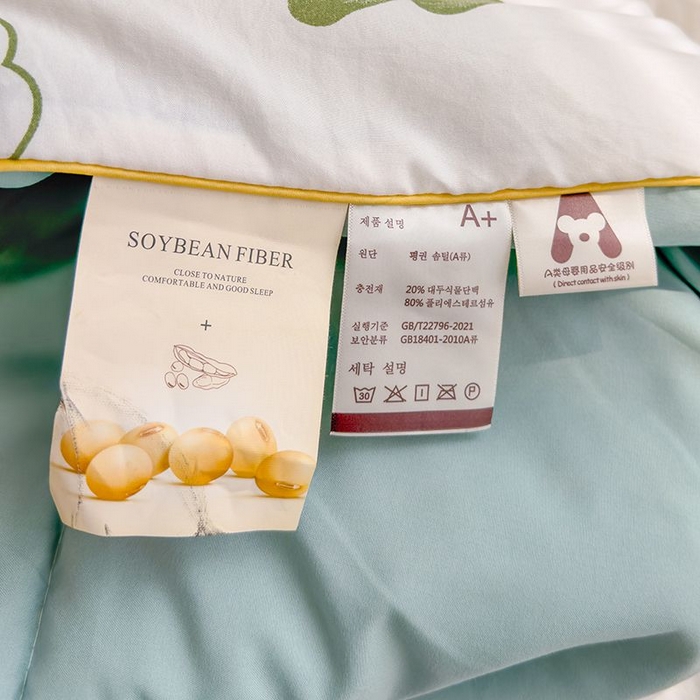 SOYBEAN FIBER
CLOSE TO NATURE
COMFORTABLE AND GOOD SLEEP
+
제품 설명 A+
원단 평권 솜털(A류)
충전재 20% 대두식물단백
80% 폴리에스테르섬유
실행기준 GB/T22796-2021
보안분류 GB18401-2010A류
세탁 설명
30 P
A
A类母婴用品安全级别
( Direct contact with skin )